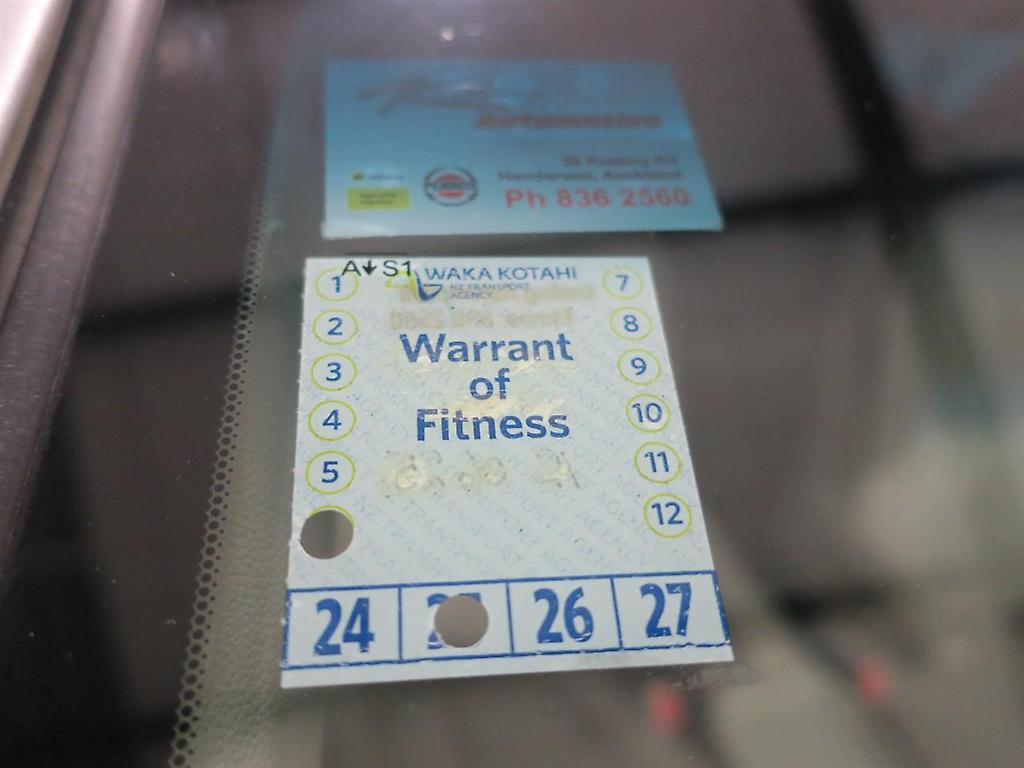 Automotive
Henderson, Auckland
Ph 836 2560
A↓S1
WAKA KOTAHI
NZ TRANSPORT
AGENCY
Warrant
of
Fitness
1
2
3
4
5
7
8
9
10
11
12
24
26
27